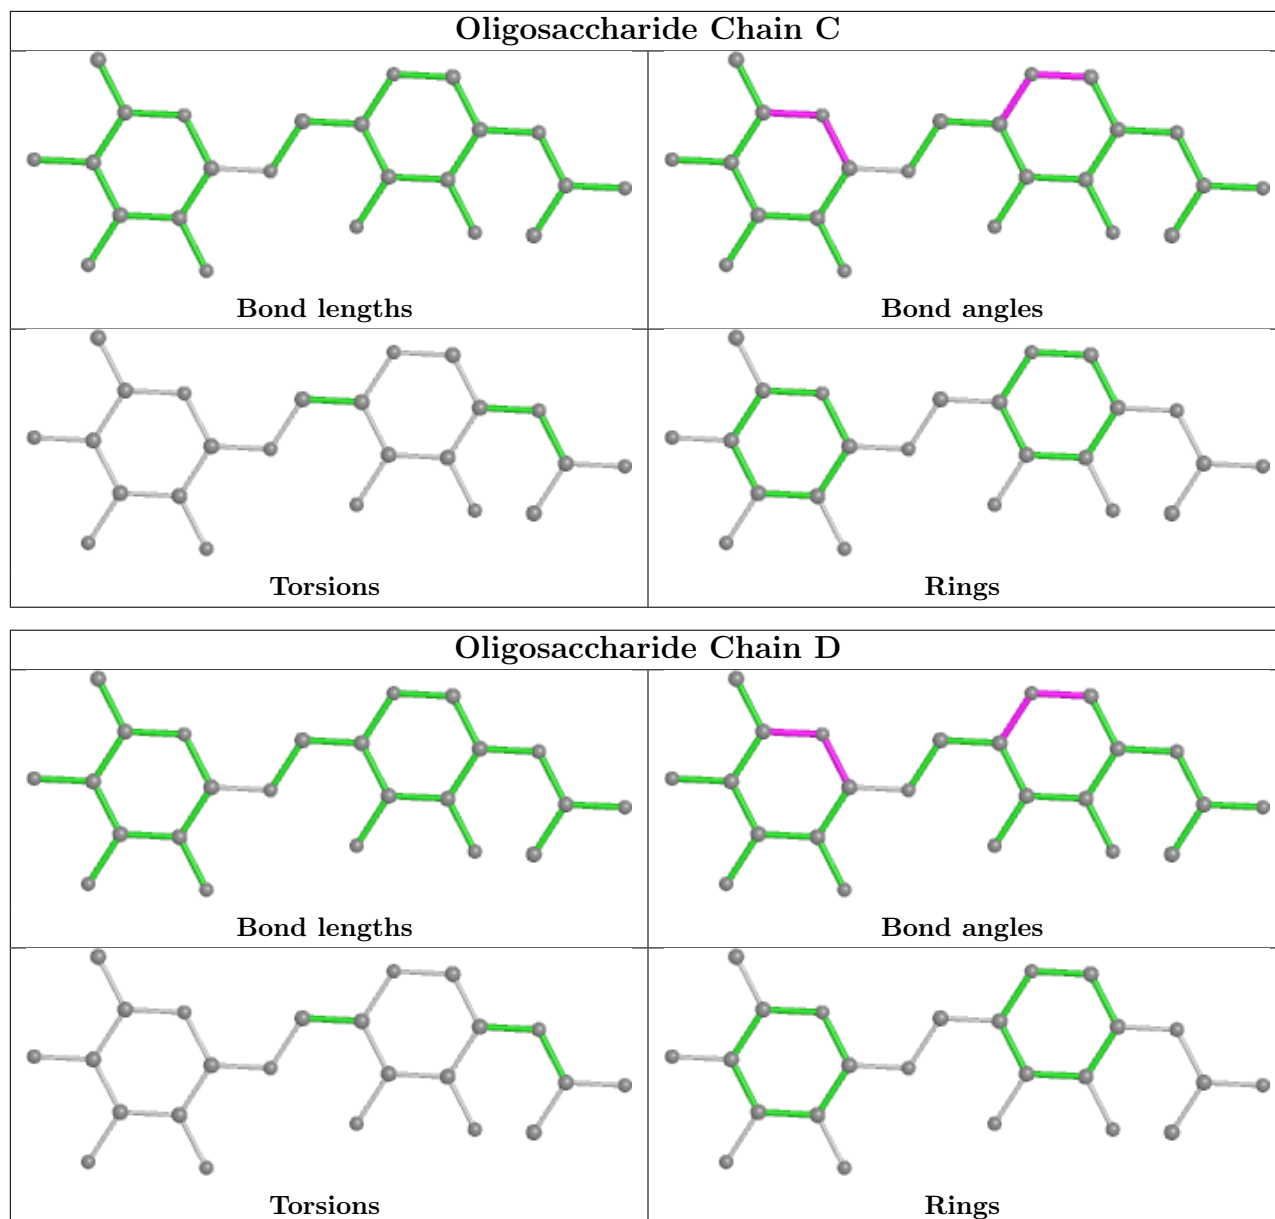 Oligosaccharide Chain C
Bond lengths
Bond angles
Torsions
Rings
Oligosaccharide Chain D
Bond lengths
Bond angles
Torsions
Rings